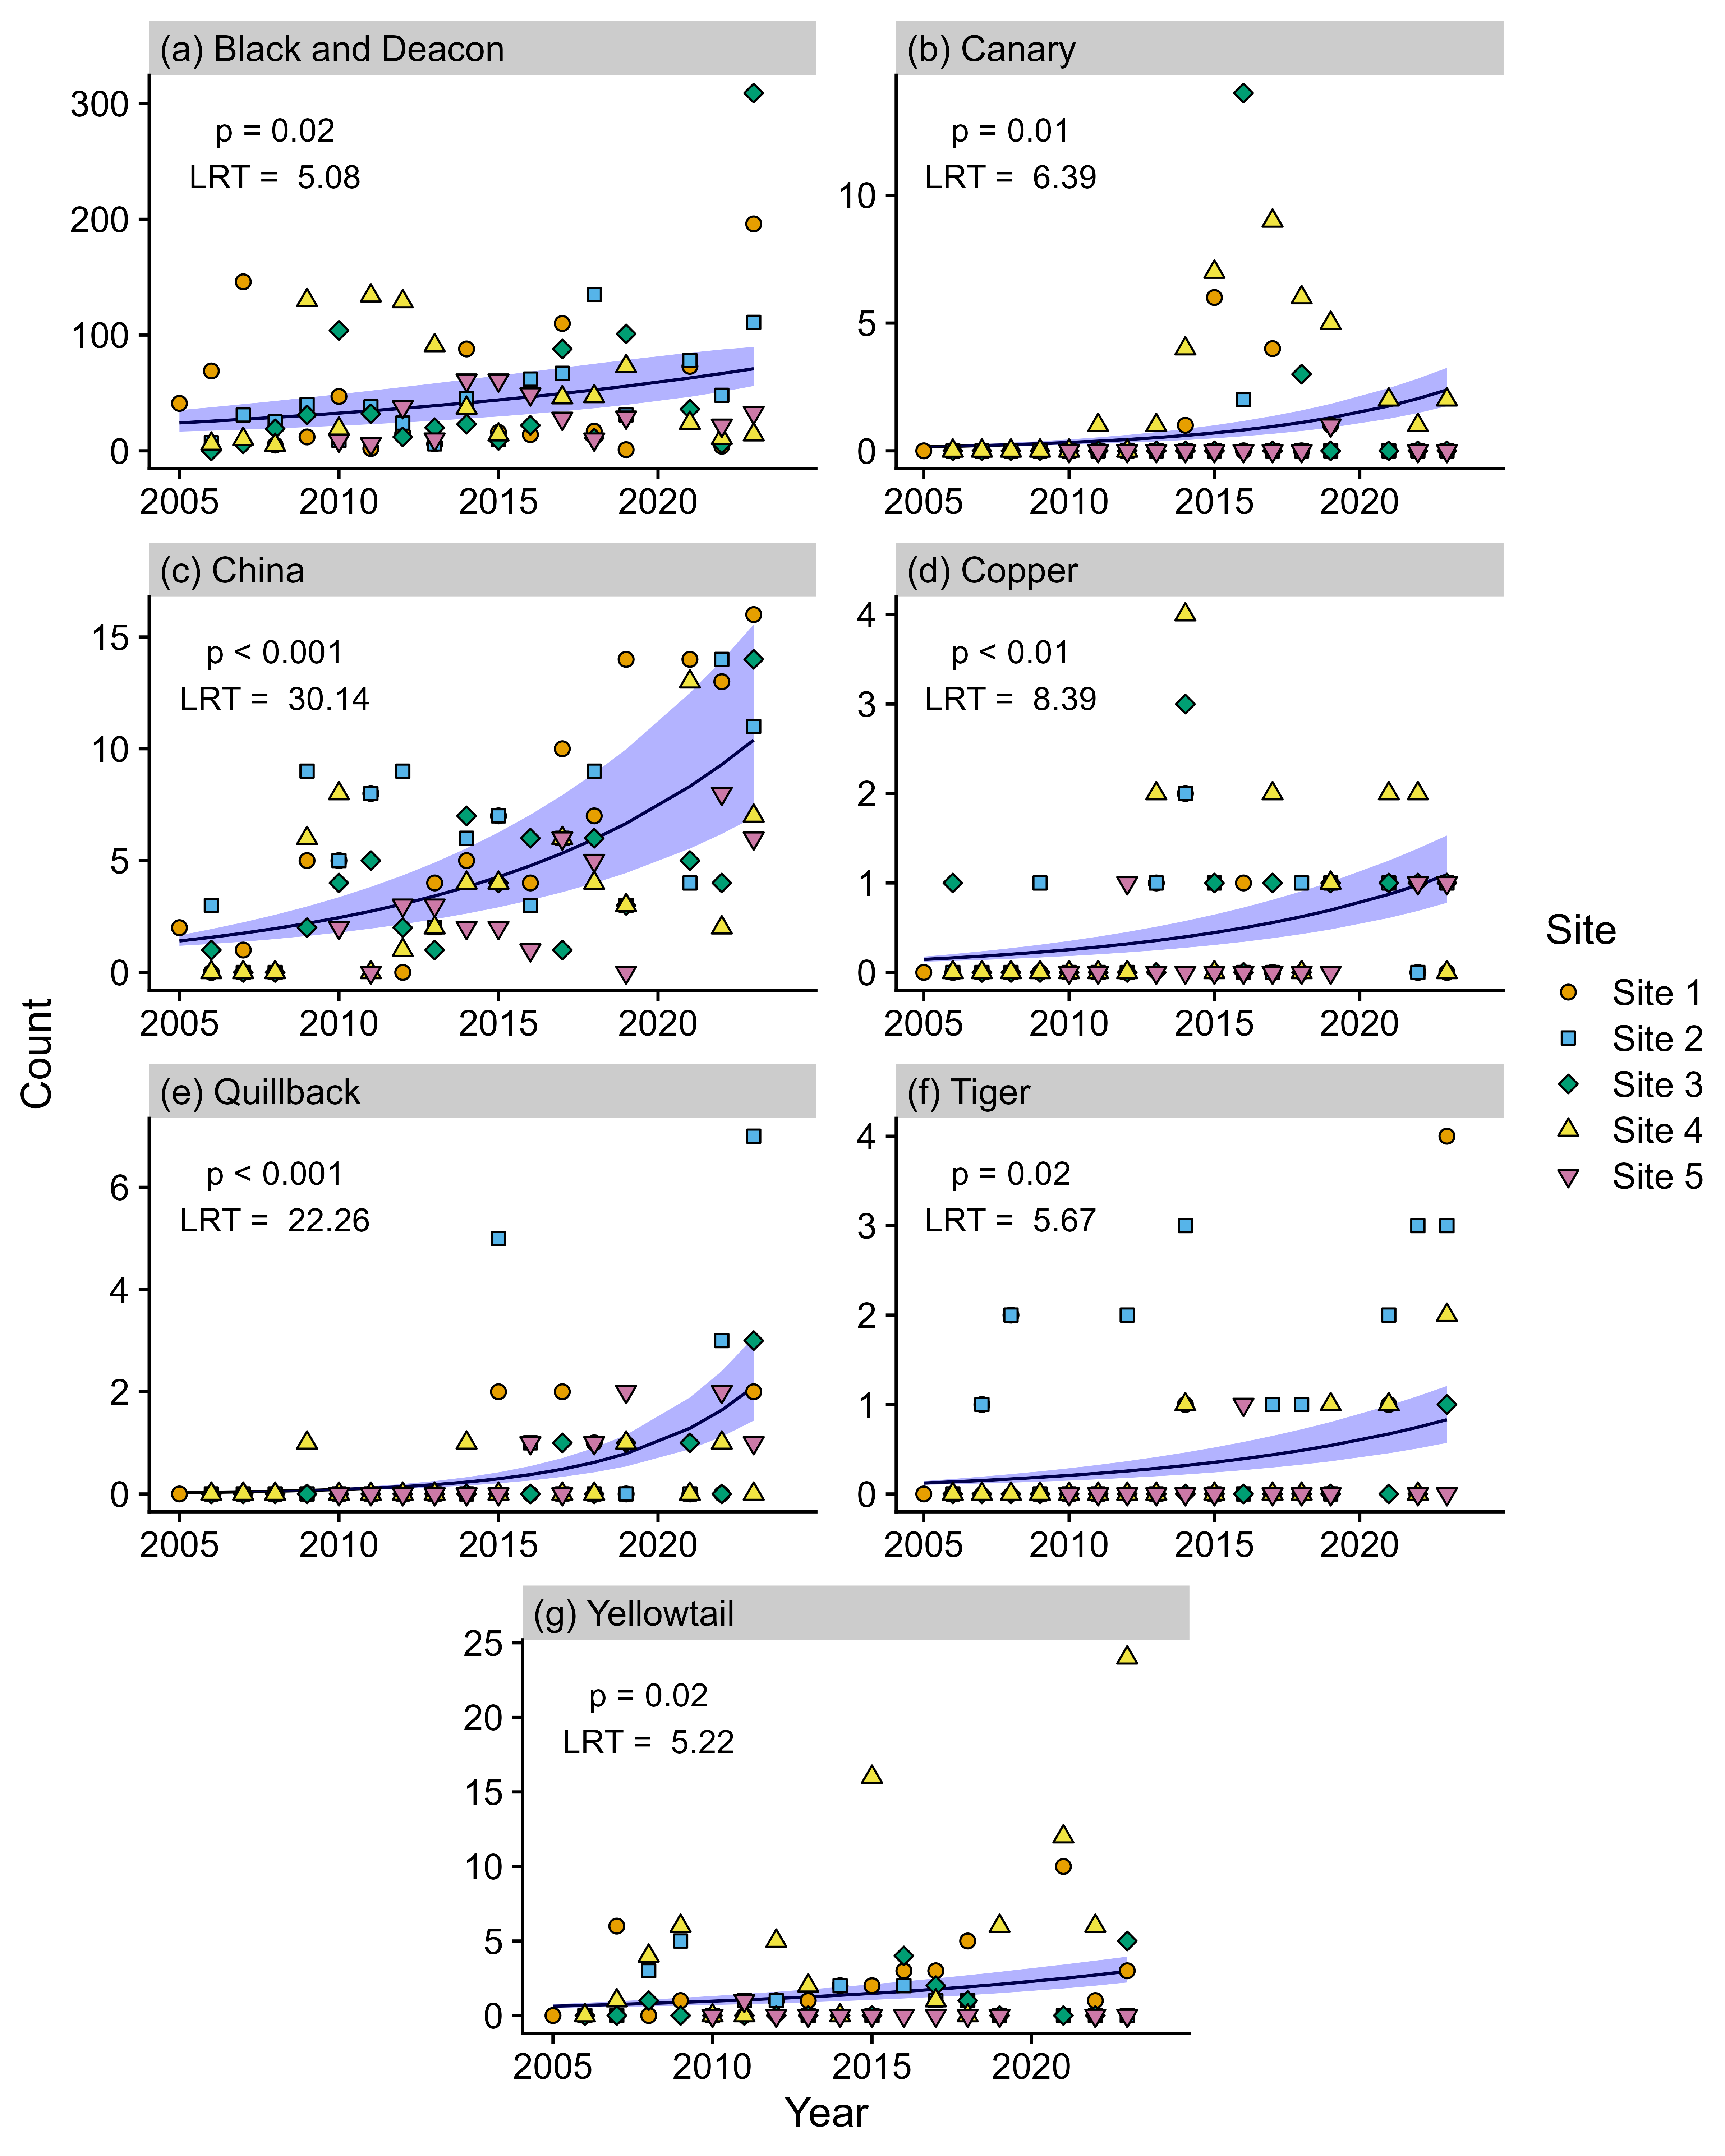 (a) Black and Deacon
p = 0.02
LRT = 5.08
300
200
100
0
2005 2010 2015 2020
(b) Canary
p = 0.01
LRT = 6.39
10
5
0
2005 2010 2015 2020
(c) China
p < 0.001
LRT = 30.14
15
10
5
0
2005 2010 2015 2020
(d) Copper
p < 0.01
LRT = 8.39
4
3
2
1
0
2005 2010 2015 2020
(e) Quillback
p < 0.001
LRT = 22.26
6
4
2
0
2005 2010 2015 2020
(f) Tiger
p = 0.02
LRT = 5.67
4
3
2
1
0
2005 2010 2015 2020
(g) Yellowtail
p = 0.02
LRT = 5.22
25
20
15
10
5
0
2005 2010 2015 2020
Count
Year
Site
Site 1
Site 2
Site 3
Site 4
Site 5